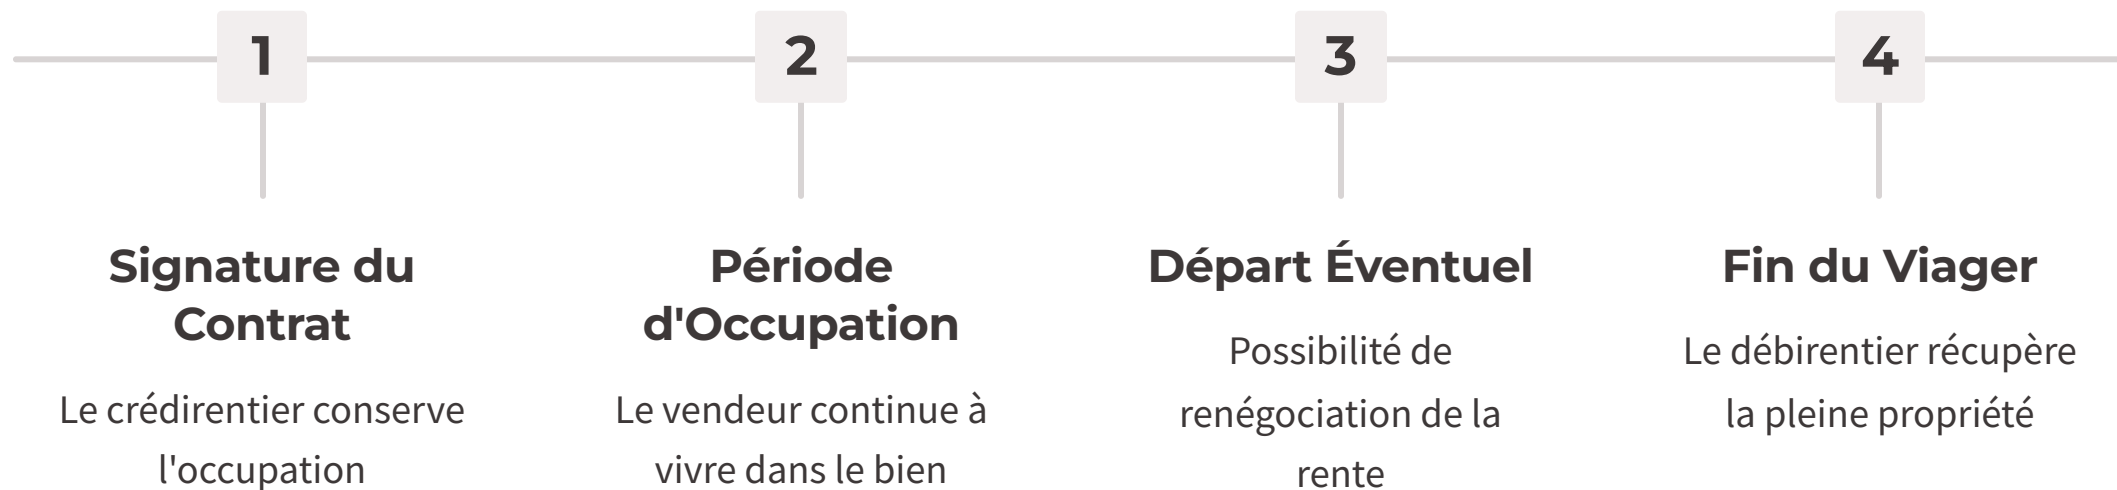 1
Signature du
Contrat
Le crédirentier conserve
l'occupation
2
Période
d'Occupation
Le vendeur continue à
vivre dans le bien
3
Départ Éventuel
Possibilité de
renégociation de la
rente
4
Fin du Viager
Le débirentier récupère
la pleine propriété